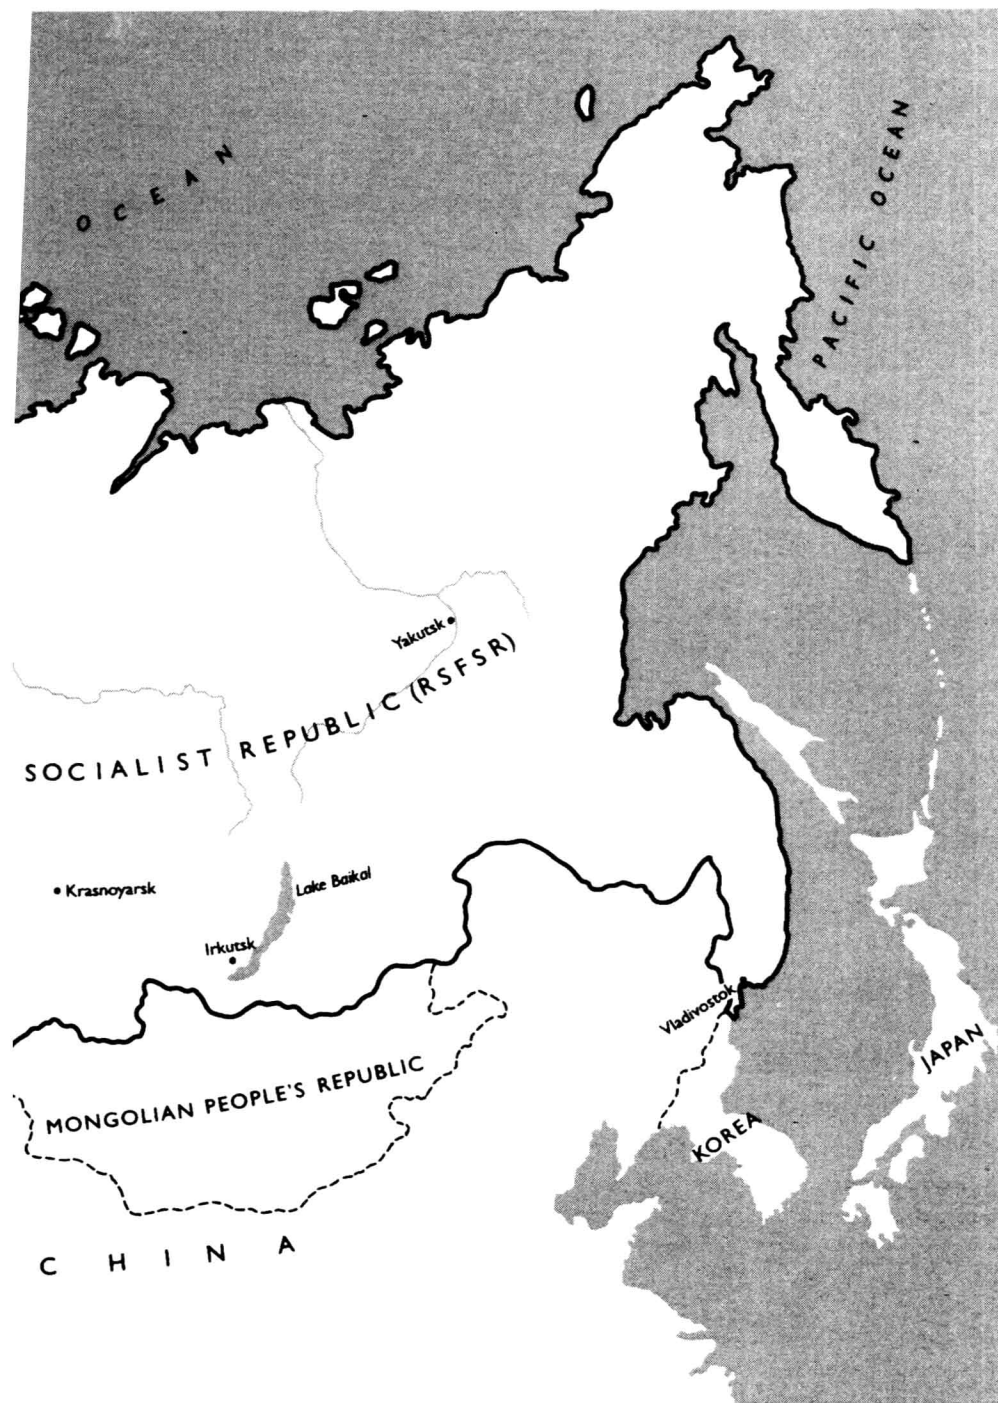 OCEAN
PACIFIC OCEAN
Yakutsk
SOCIALIST REPUBLIC (RSFSR)
Krasnoyarsk
Lake Baikal
Irkutsk
Vladivostok
JAPAN
MONGOLIAN PEOPLE'S REPUBLIC
KOREA
CHINA